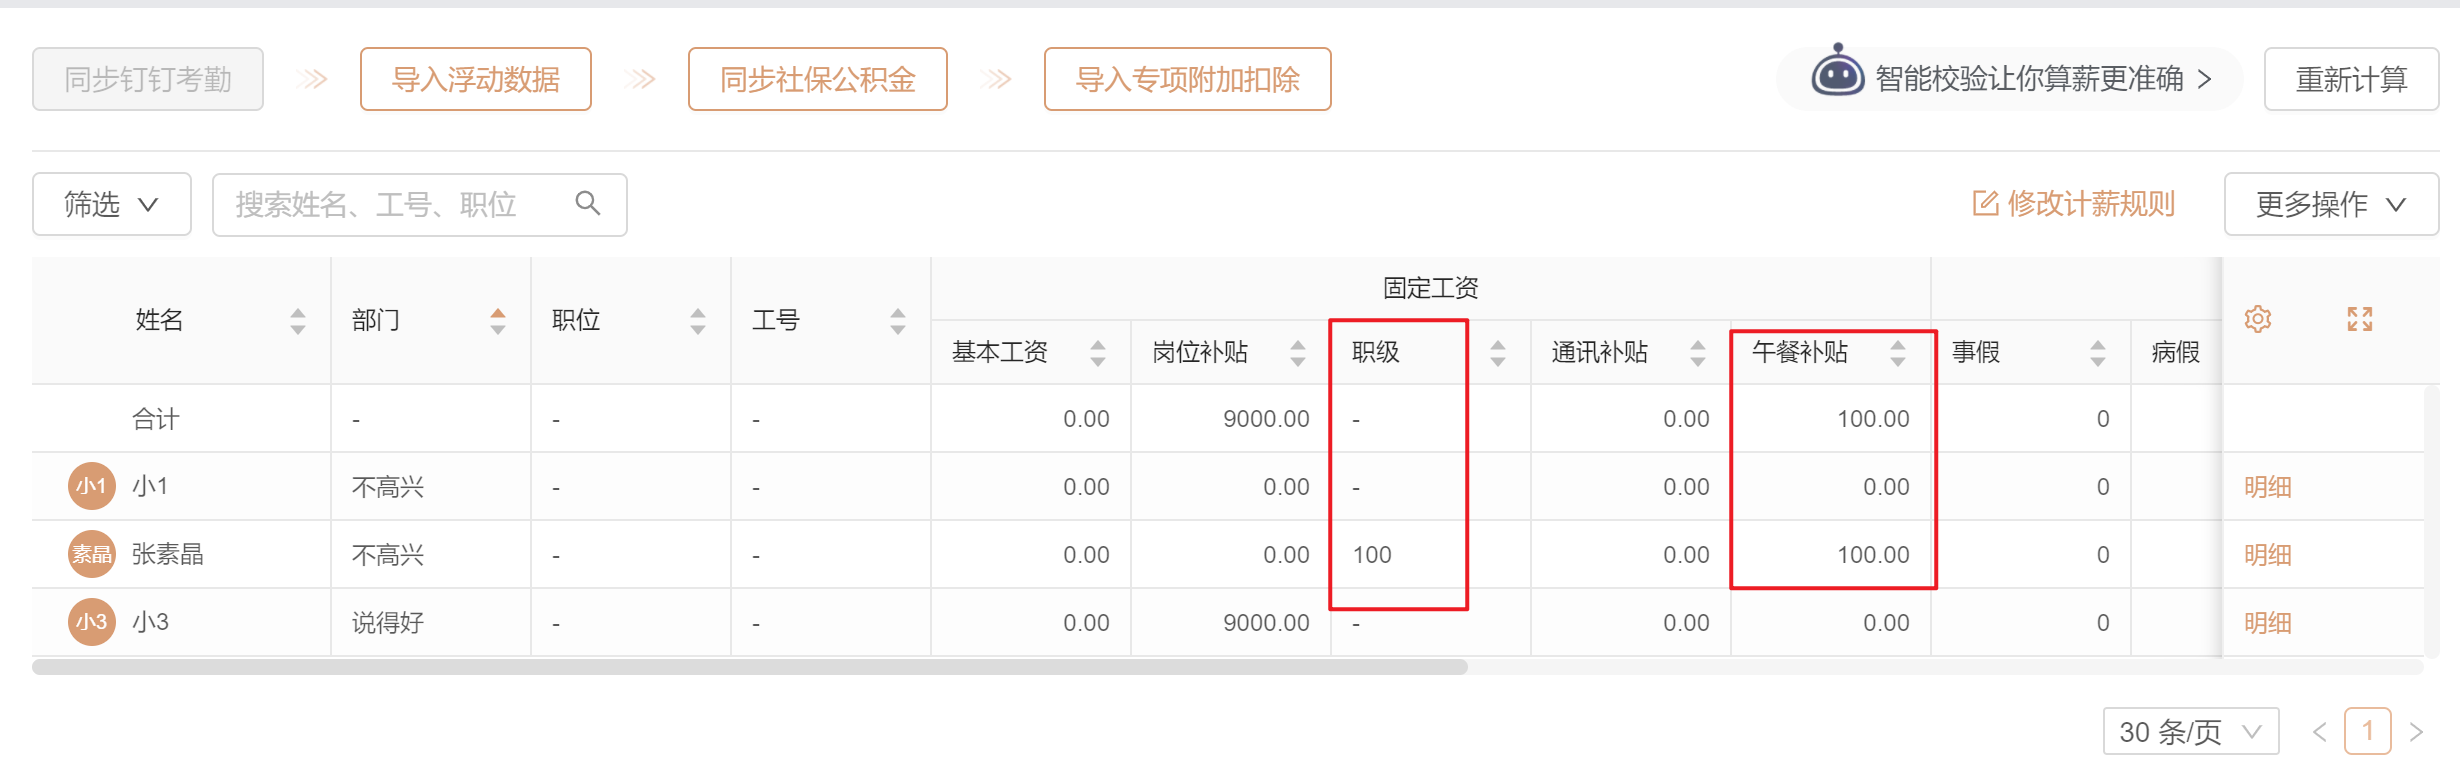 同步钉钉考勤 导入浮动数据 同步社保公积金 导入专项附加扣除 智能校验让你算薪更准确 > 重新计算
筛选 搜索姓名、工号、职位 修改计薪规则 更多操作
固定工资
姓名 部门 职位 工号 基本工资 岗位补贴 职级 通讯补贴 午餐补贴 事假 病假
合计 - - - 0.00 9000.00 - 0.00 100.00 0
小1 小1 不高兴 - - 0.00 0.00 - 0.00 0.00 0 明细
素晶 张素晶 不高兴 - - 0.00 0.00 100 0.00 100.00 0 明细
小3 小3 说得好 - - 0.00 9000.00 - 0.00 0.00 0 明细
30 条/页 < 1 >